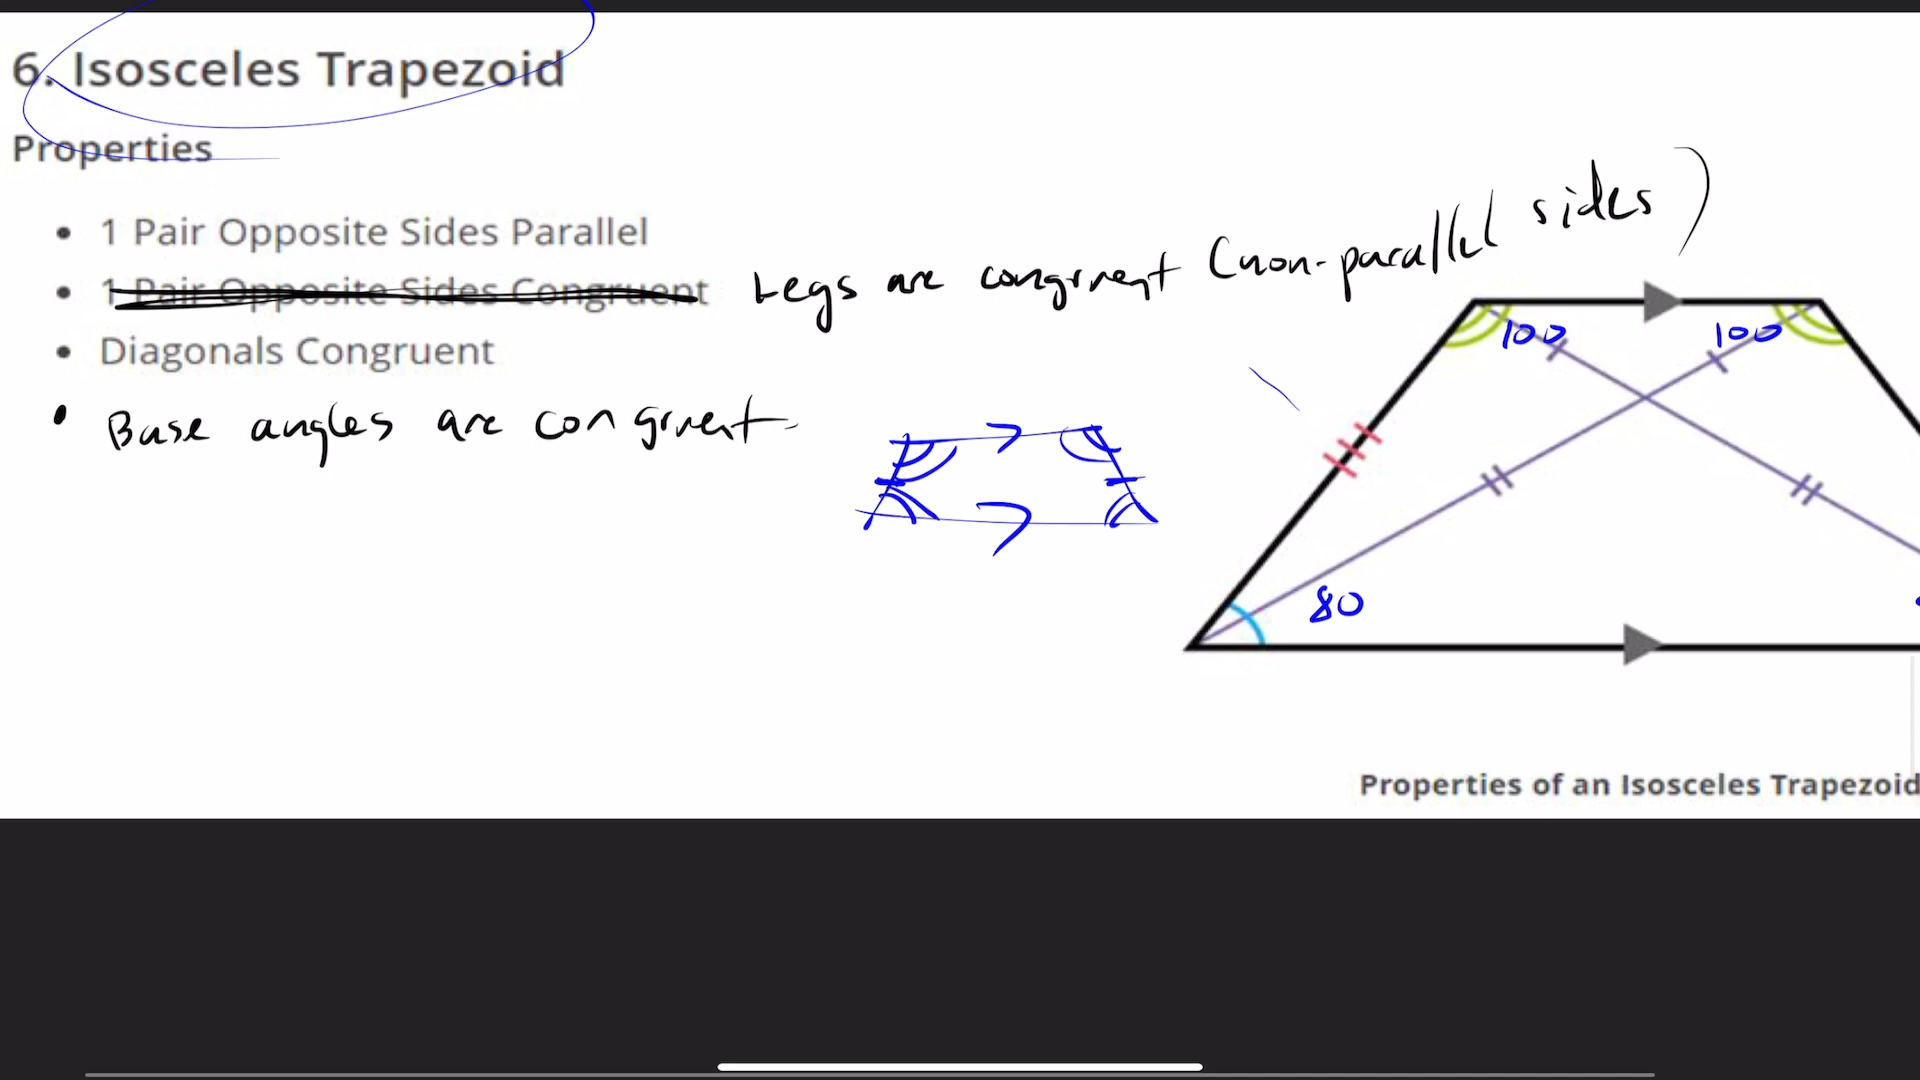 6. Isosceles Trapezoid
Properties
• 1 Pair Opposite Sides Parallel
• 1 Pair Opposite Sides Congruent Legs are congruent (non-parallel sides)
• Diagonals Congruent
• Base angles are congruent
100 100
80
Properties of an Isosceles Trapezoid